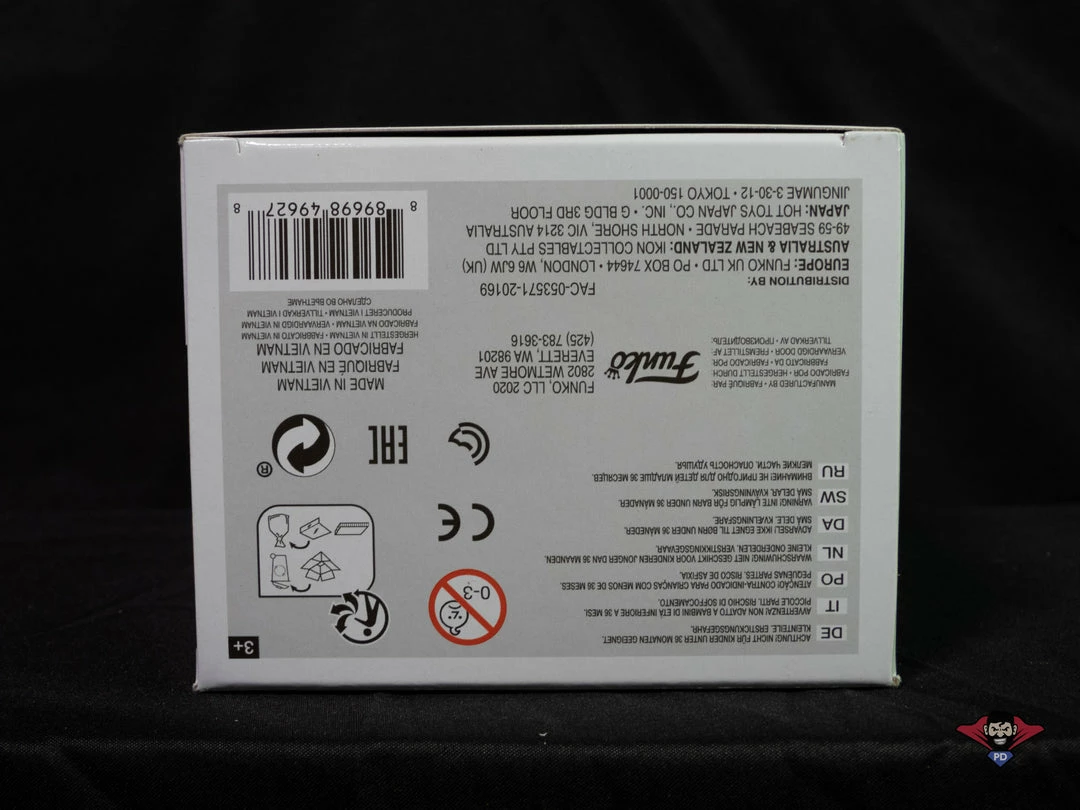 DE
ACHTUNG! NICHT FÜR KINDER UNTER 36 MONATEN GEEIGNET.
KLEINTEILE. ERSTICKUNGSGEFAHR.
IT
AVVERTENZA! NON ADATTO A BAMBINI DI ETÀ INFERIORE A 36 MESI.
PICCOLE PARTI. RISCHIO DI SOFFOCAMENTO.
PO
ATENÇÃO! CONTRA-INDICADO PARA CRIANÇAS COM MENOS DE 36 MESES.
PEQUENAS PARTES. RISCO DE ASFIXIA.
NL
WAARSCHUWING! NIET GESCHIKT VOOR KINDEREN JONGER DAN 36 MAANDEN.
KLEINE ONDERDELEN. VERSTIKKINGSGEVAAR.
DA
ADVARSEL! IKKE EGNET TIL BØRN UNDER 36 MÅNEDER.
SMÅ DELE. KVÆLNINGSFARE.
SW
VARNING! INTE LÄMPLIG FÖR BARN UNDER 36 MÅNADER.
SMÅ DELAR. KVÄVNINGSRISK.
RU
ВНИМАНИЕ! НЕ ПРИГОДНО ДЛЯ ДЕТЕЙ МЛАДШЕ 36 МЕСЯЦЕВ.
МЕЛКИЕ ЧАСТИ. ОПАСНОСТЬ УДУШЬЯ.
3+
0-3
CE
EAC
®
MANUFACTURED BY • FABRIQUÉ PAR:
FABRICADO POR • HERGESTELLT DURCH:
FABBRICATO DA • FABRICADO POR:
VERVAARDIGD DOOR • FREMSTILLET AF:
TILLVERKAD AV • ПРОИЗВОДИТЕЛЬ:
Funko
FUNKO, LLC 2020
2802 WETMORE AVE
EVERETT, WA 98201
(425) 783-3616
FAC-053571-20169
MADE IN VIETNAM
FABRIQUÉ EN VIETNAM
FABRICADO EN VIETNAM
HERGESTELLT IN VIETNAM • FABBRICATO IN VIETNAM
FABRICADO NA VIETNAM • VERVAARDIGD IN VIETNAM
PRODUCERET I VIETNAM • TILLVERKAD I VIETNAM
СДЕЛАНО ВО ВЬЕТНАМЕ
DISTRIBUTION BY:
EUROPE: FUNKO UK LTD • PO BOX 74644 • LONDON, W6 6JW (UK)
AUSTRALIA & NEW ZEALAND: IKON COLLECTABLES PTY LTD
49-59 SEABEACH PARADE • NORTH SHORE, VIC 3214 AUSTRALIA
JAPAN: HOT TOYS JAPAN CO., INC. • G BLDG 3RD FLOOR
JINGUMAE 3-30-12 • TOKYO 150-0001
8 89698 49627 8
PD